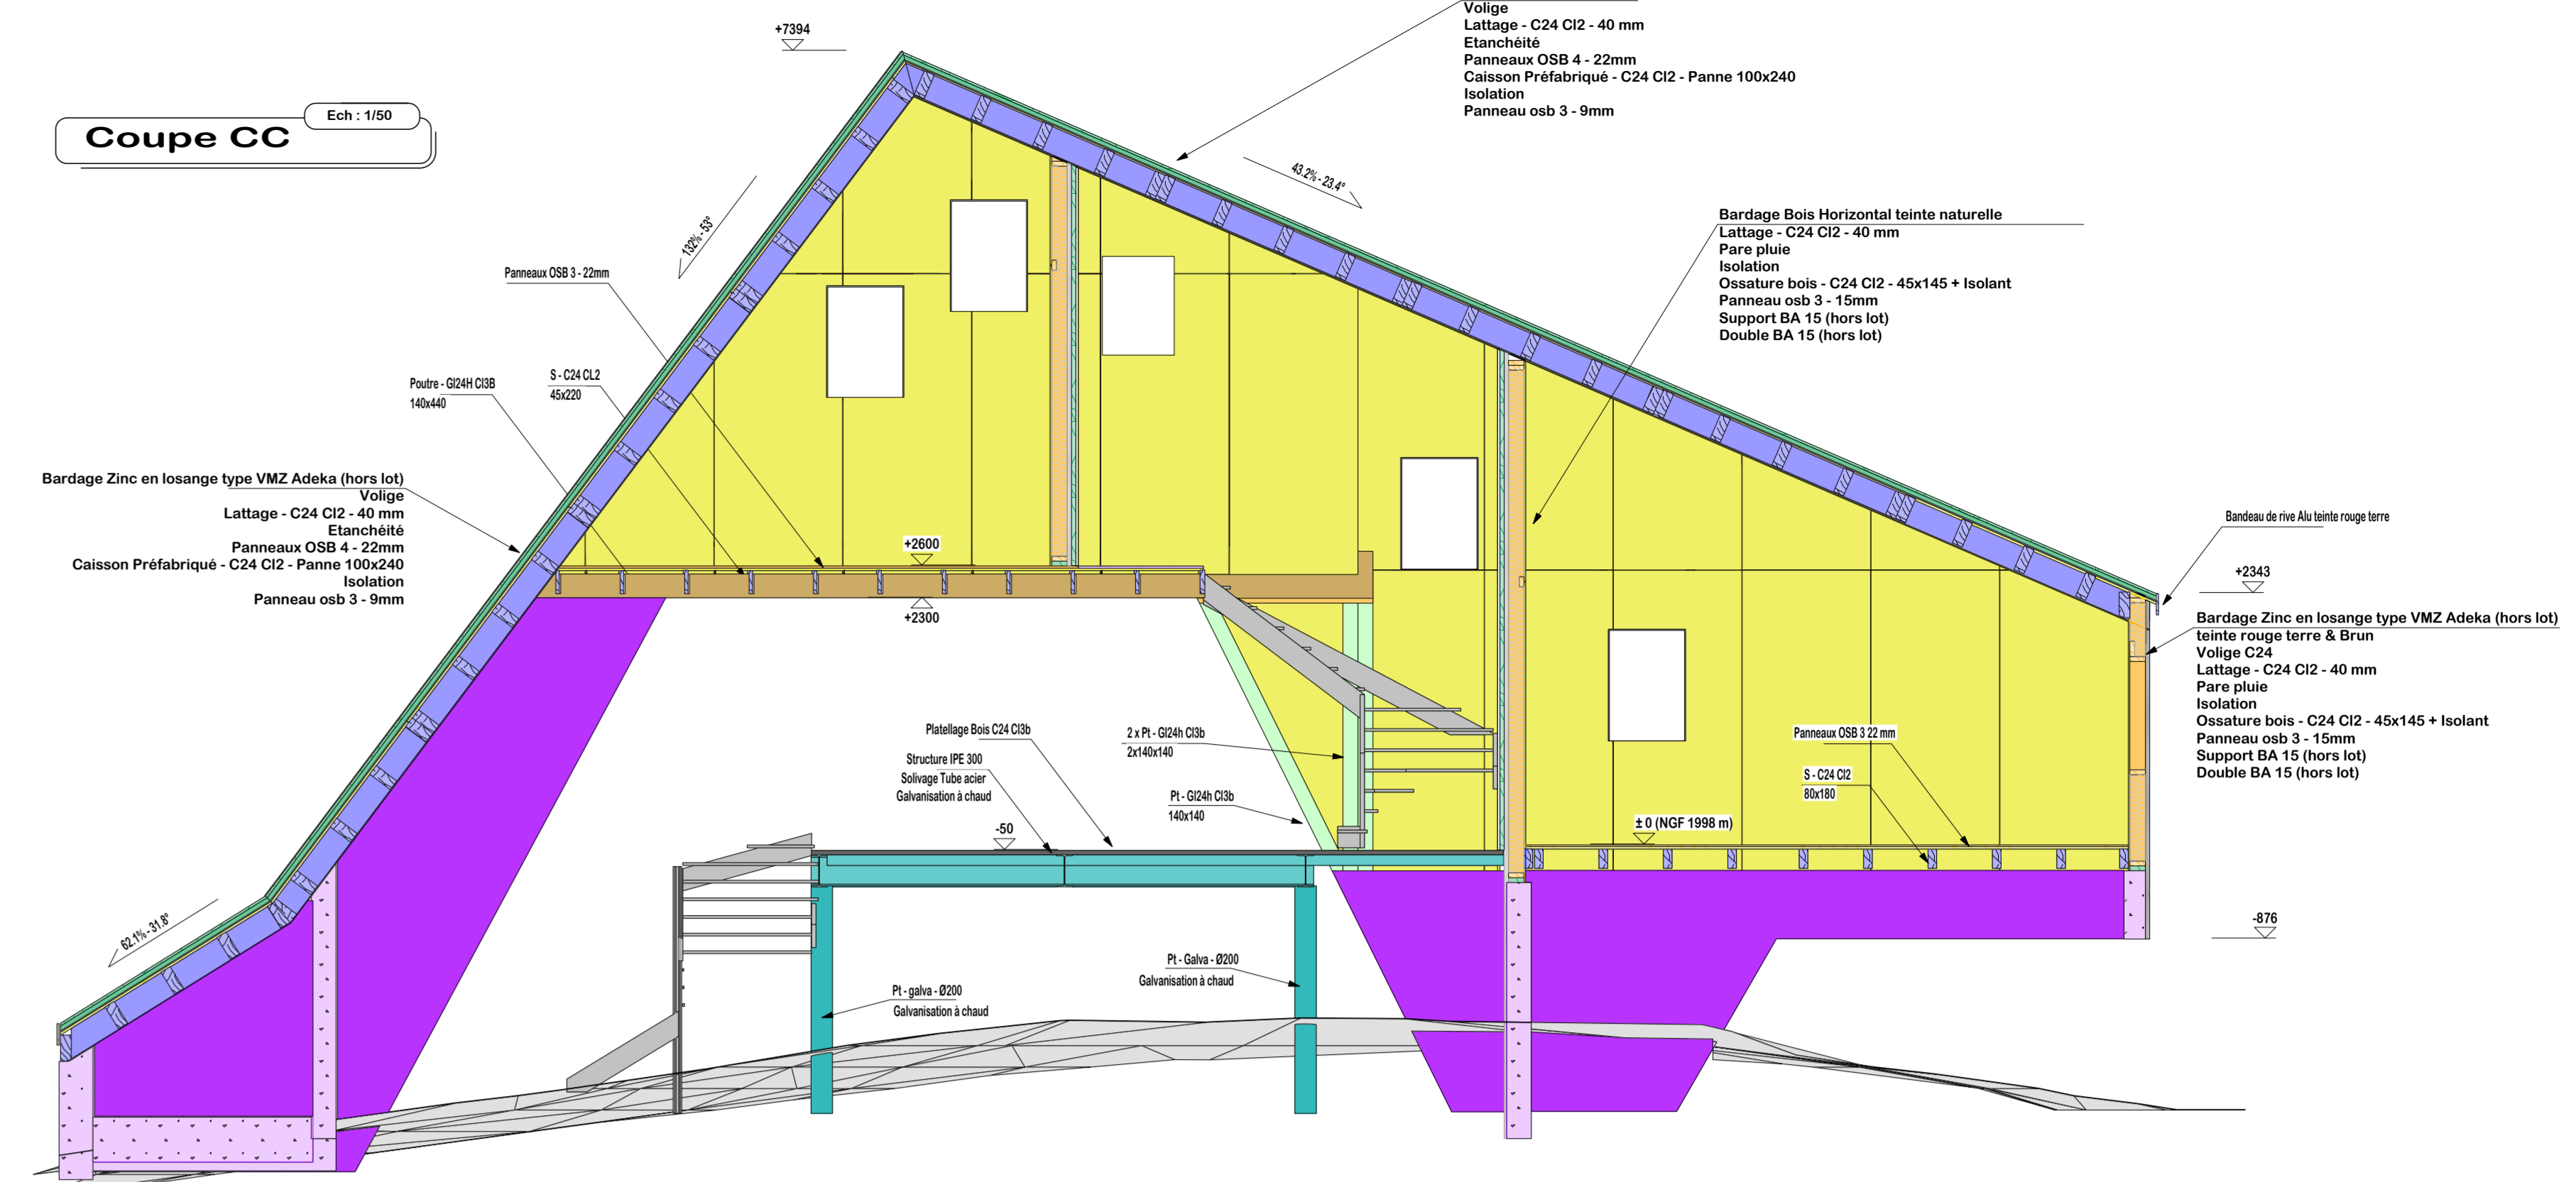 Volige
Lattage - C24 Cl2 - 40 mm
Etanchéité
Panneaux OSB 4 - 22mm
Caisson Préfabriqué - C24 Cl2 - Panne 100x240
Isolation
Panneau osb 3 - 9mm
+7394
Ech : 1/50
Coupe CC
43.2% - 23.4°
132% - 53°
Bardage Bois Horizontal teinte naturelle
Lattage - C24 Cl2 - 40 mm
Pare pluie
Isolation
Ossature bois - C24 Cl2 - 45x145 + Isolant
Panneau osb 3 - 15mm
Support BA 15 (hors lot)
Double BA 15 (hors lot)
Panneaux OSB 3 - 22mm
Poutre - Gl24H Cl3B
140x440
S - C24 CL2
45x220
Bardage Zinc en losange type VMZ Adeka (hors lot)
Volige
Lattage - C24 Cl2 - 40 mm
Etanchéité
Panneaux OSB 4 - 22mm
Caisson Préfabriqué - C24 Cl2 - Panne 100x240
Isolation
Panneau osb 3 - 9mm
+2600
+2300
Bandeau de rive Alu teinte rouge terre
+2343
Bardage Zinc en losange type VMZ Adeka (hors lot)
teinte rouge terre & Brun
Volige C24
Lattage - C24 Cl2 - 40 mm
Pare pluie
Isolation
Ossature bois - C24 Cl2 - 45x145 + Isolant
Panneau osb 3 - 15mm
Support BA 15 (hors lot)
Double BA 15 (hors lot)
Platellage Bois C24 Cl3b
Structure IPE 300
Solivage Tube acier
Galvanisation à chaud
2 x Pt - Gl24h Cl3b
2x140x140
Pt - Gl24h Cl3b
140x140
Panneaux OSB 3 22 mm
S - C24 Cl2
80x180
-50
± 0 (NGF 1998 m)
62.1% - 31.8°
-876
Pt - galva - Ø200
Galvanisation à chaud
Pt - Galva - Ø200
Galvanisation à chaud